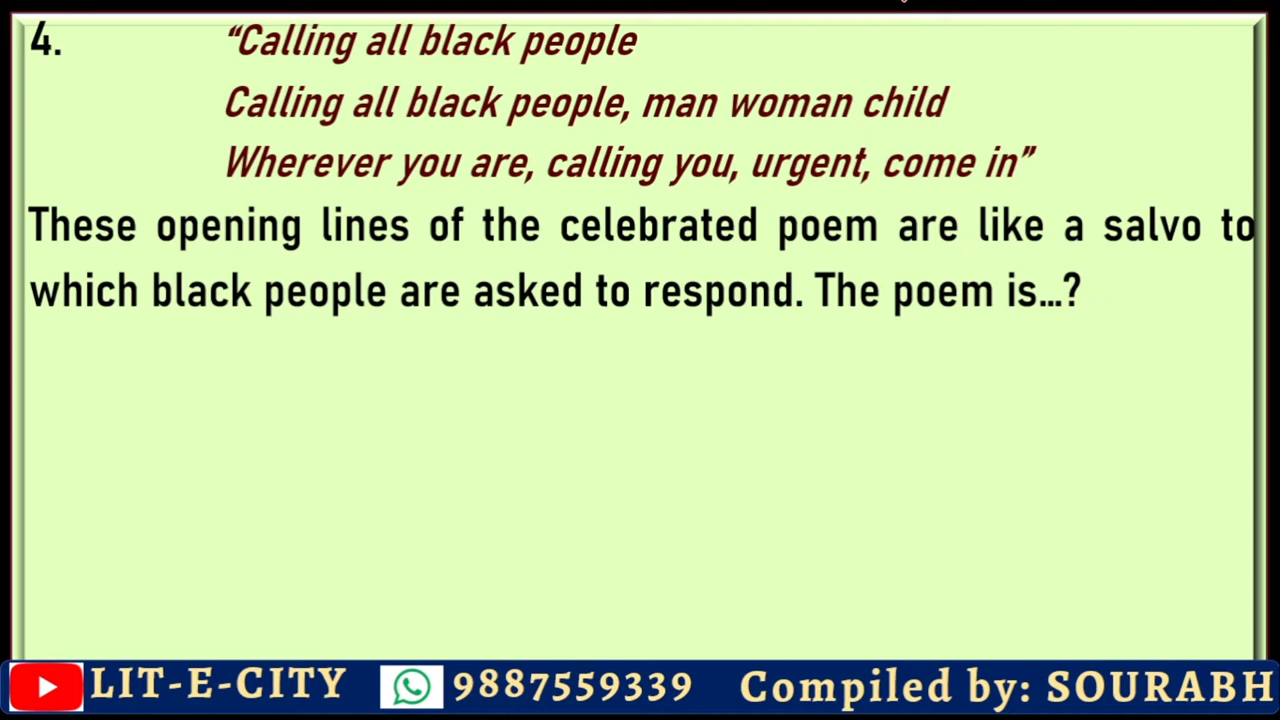 4. “Calling all black people
Calling all black people, man woman child
Wherever you are, calling you, urgent, come in”
These opening lines of the celebrated poem are like a salvo to
which black people are asked to respond. The poem is...?
LIT-E-CITY 9887559339 Compiled by: SOURABH